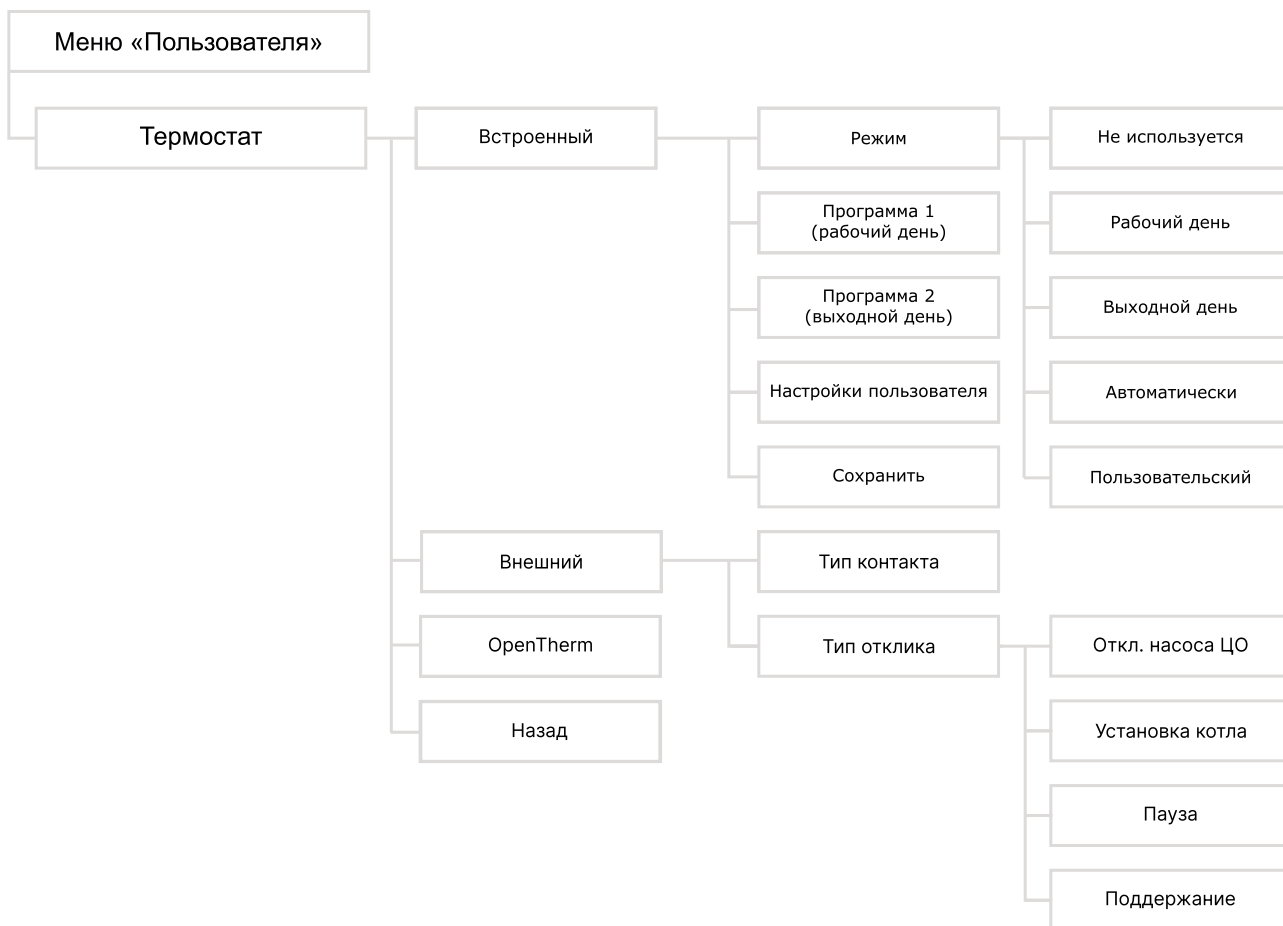 Меню «Пользователя»
Термостат
Встроенный
Режим
Не используется
Программа 1
(рабочий день)
Рабочий день
Программа 2
(выходной день)
Выходной день
Настройки пользователя
Автоматически
Сохранить
Пользовательский
Внешний
Тип контакта
OpenTherm
Тип отклика
Откл. насоса ЦО
Назад
Установка котла
Пауза
Поддержание